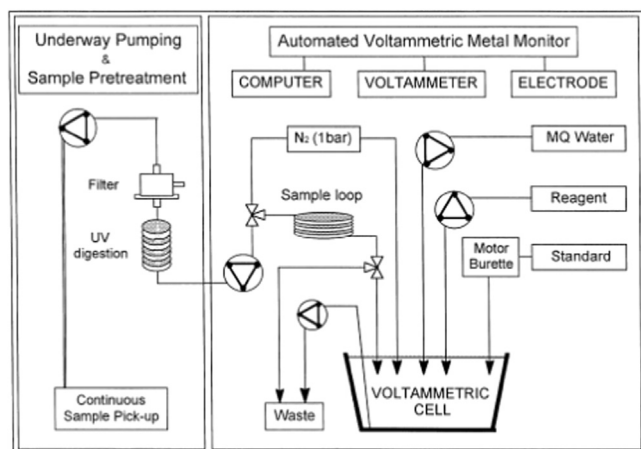 Underway Pumping
&
Sample Pretreatment
Filter
UV
digestion
Continuous
Sample Pick-up
Automated Voltammetric Metal Monitor
COMPUTER
VOLTAMMETER
ELECTRODE
N₂ (1bar)
MQ Water
Sample loop
Reagent
Motor
Burette
Standard
Waste
VOLTAMMETRIC
CELL